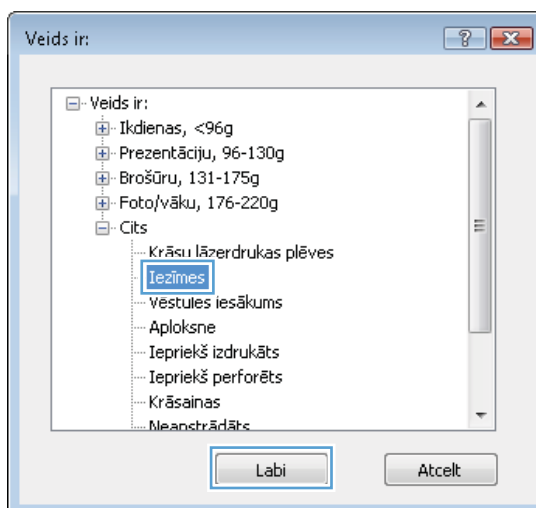 Veids ir:
Veids ir:
Ikdienas, <96g
Prezentāciju, 96-130g
Brošūru, 131-175g
Foto/vāku, 176-220g
Cits
Krāsu lāzerdrukas plēves
Iezīmes
Vēstules iesākums
Aploksne
Iepriekš izdrukāts
Iepriekš perforēts
Krāsainas
Neapstrādāts
Labi
Atcelt